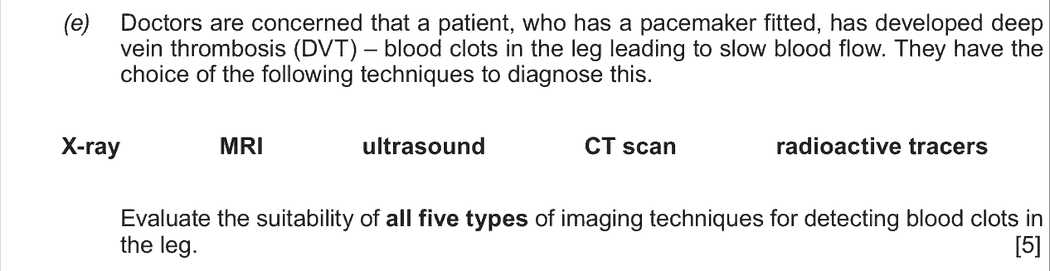 (e) Doctors are concerned that a patient, who has a pacemaker fitted, has developed deep
vein thrombosis (DVT) – blood clots in the leg leading to slow blood flow. They have the
choice of the following techniques to diagnose this.
X-ray MRI ultrasound CT scan radioactive tracers
Evaluate the suitability of all five types of imaging techniques for detecting blood clots in
the leg. [5]